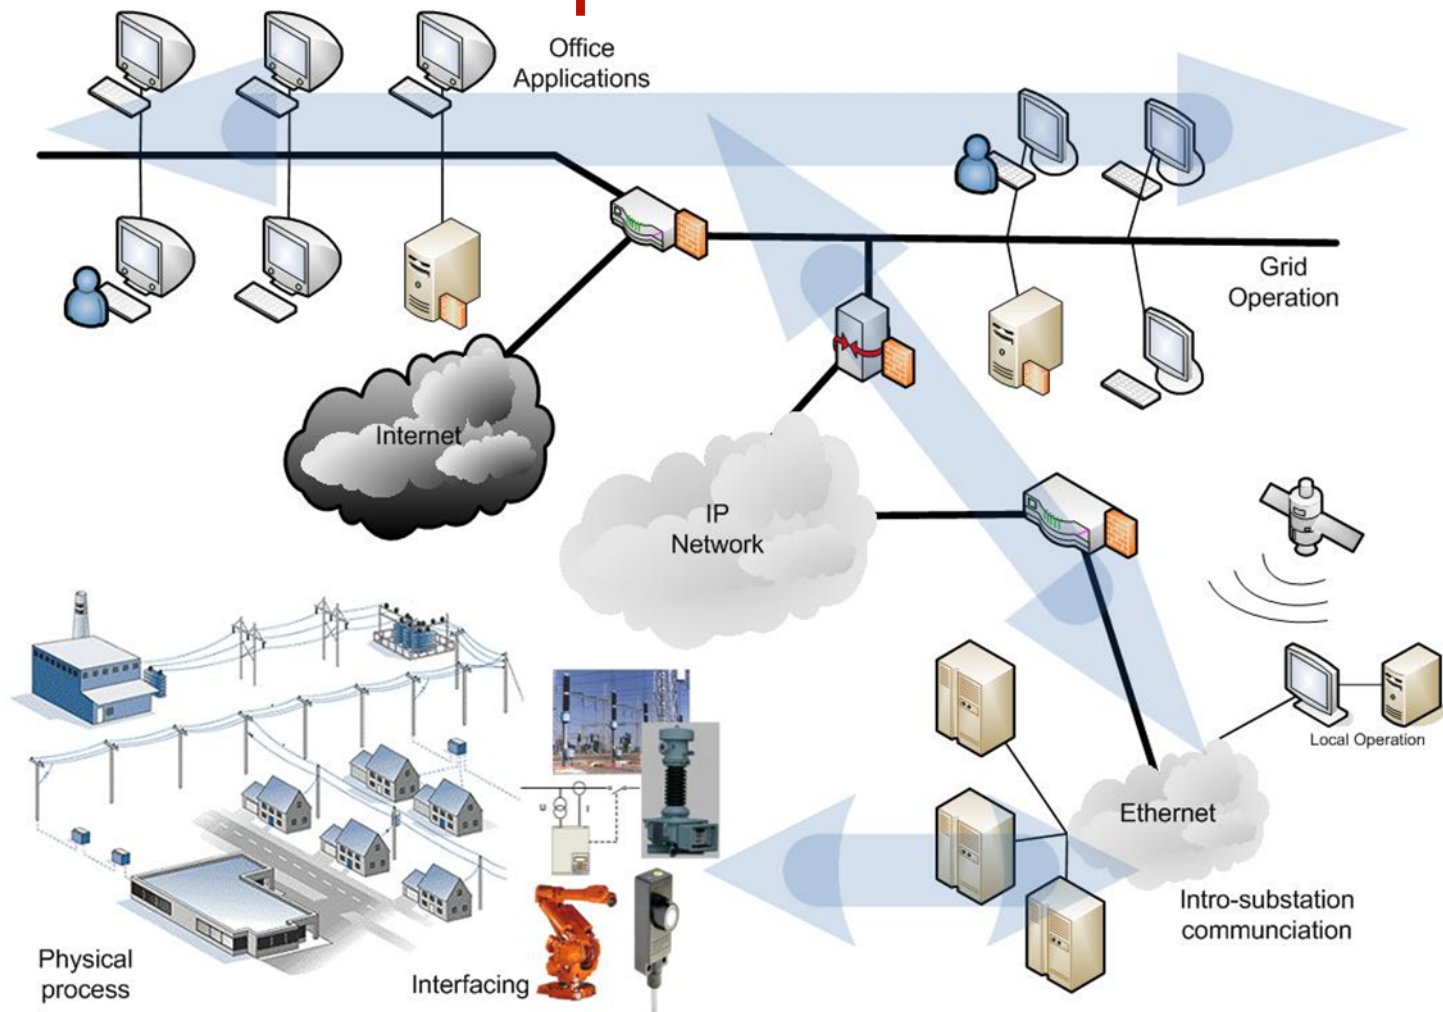 Office
Applications
Grid
Operation
Internet
IP
Network
Local Operation
Ethernet
U
I
Intro-substation
communciation
Physical
process
Interfacing